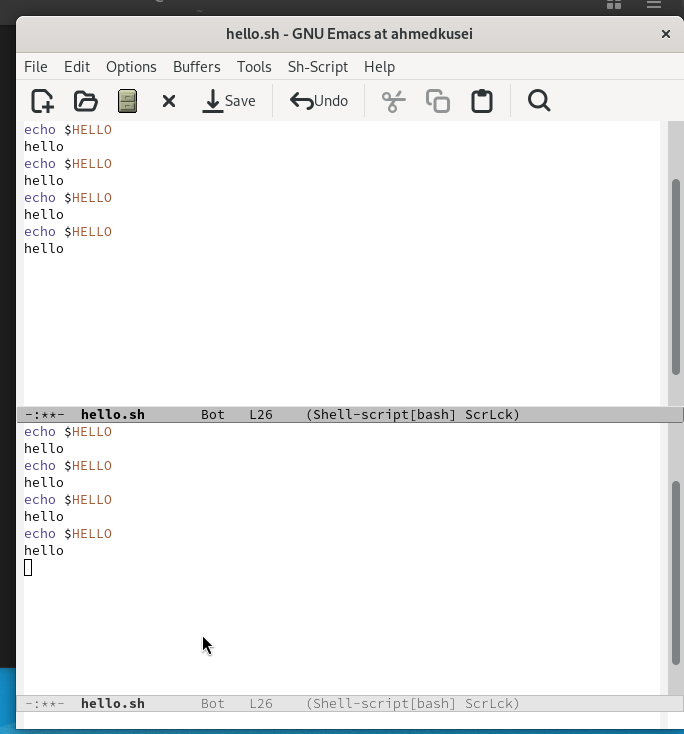 hello.sh - GNU Emacs at ahmedkusei
File Edit Options Buffers Tools Sh-Script Help
Save Undo
echo $HELLO
hello
echo $HELLO
hello
echo $HELLO
hello
echo $HELLO
hello
-:**- hello.sh Bot L26 (Shell-script[bash] ScrLck)
echo $HELLO
hello
echo $HELLO
hello
echo $HELLO
hello
echo $HELLO
hello
-:**- hello.sh Bot L26 (Shell-script[bash] ScrLck)